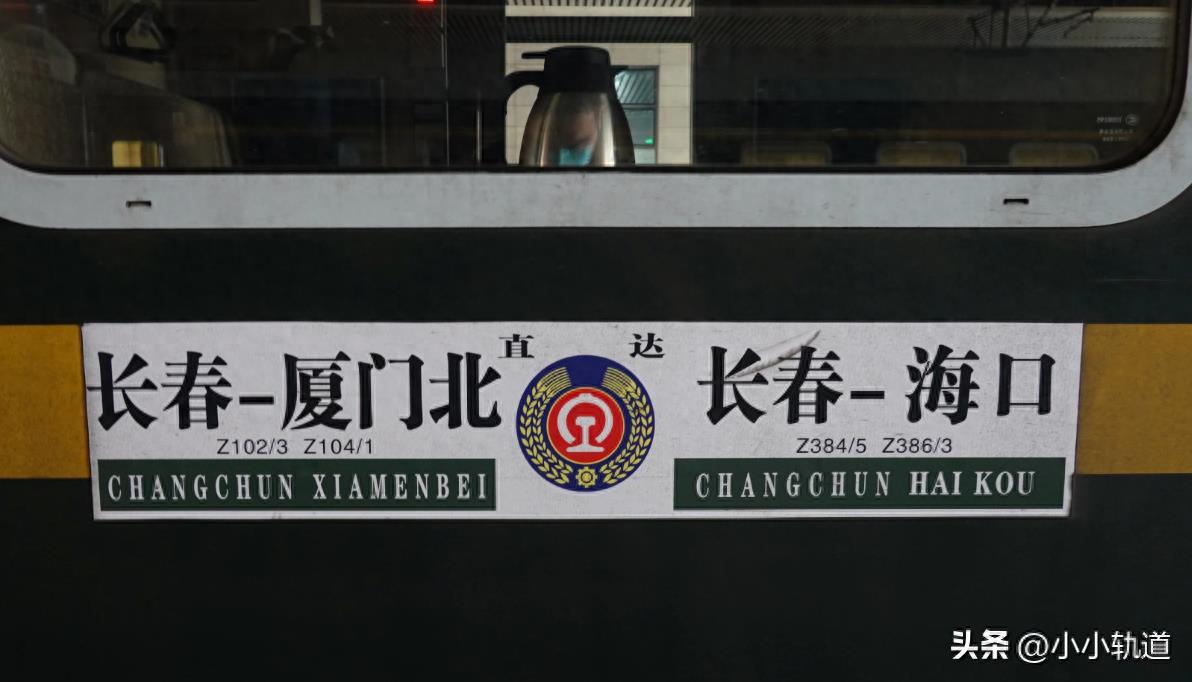 直达
长春-厦门北
Z102/3 Z104/1
CHANGCHUN XIAMENBEI
长春-海口
Z384/5 Z386/3
CHANGCHUN HAI KOU
头条 @小小轨道